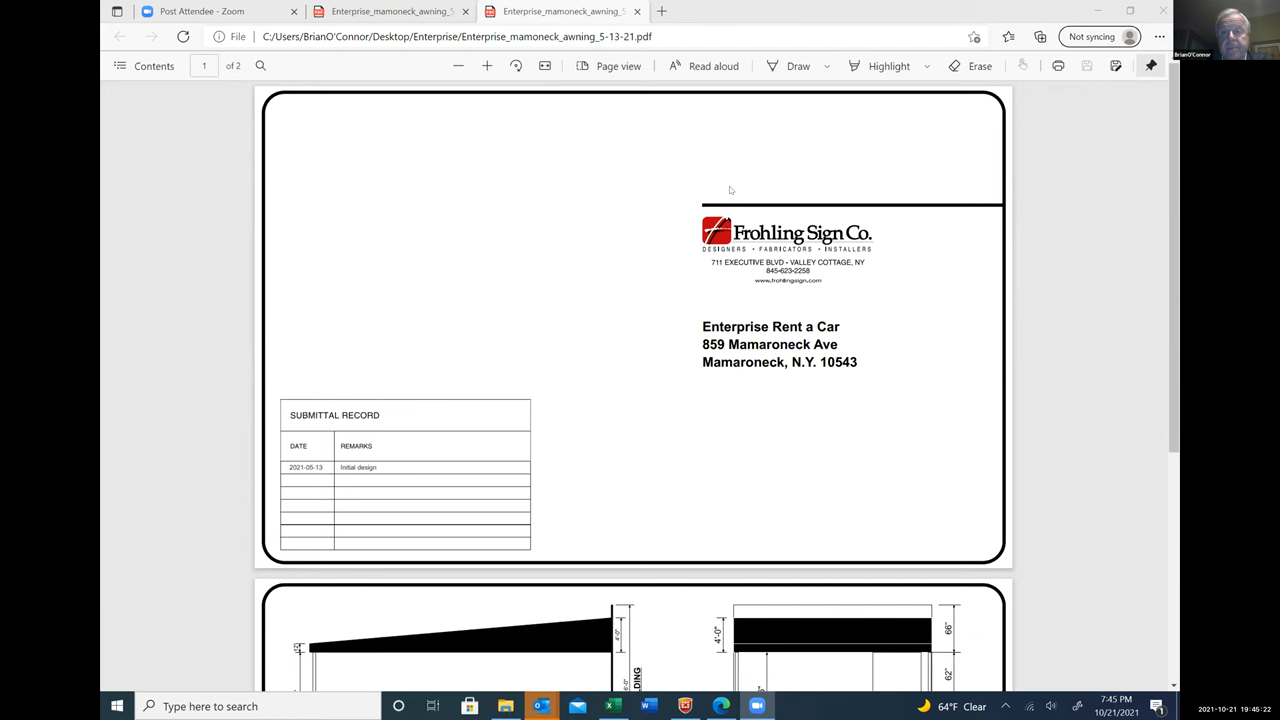 Post Attendee - Zoom
Enterprise_mamoneck_awning_5
Enterprise_mamoneck_awning_5
File
C:/Users/BrianO'Connor/Desktop/Enterprise/Enterprise_mamoneck_awning_5-13-21.pdf
Not syncing
Contents
1
of 2
Page view
Read aloud
Draw
Highlight
Erase
BrianO'Connor
Frohling Sign Co.
DESIGNERS • FABRICATORS • INSTALLERS
711 EXECUTIVE BLVD • VALLEY COTTAGE, NY
845-623-2258
www.frohlingsign.com
Enterprise Rent a Car
859 Mamaroneck Ave
Mamaroneck, N.Y. 10543
SUBMITTAL RECORD
DATE REMARKS
2021-05-13 Initial design
4'-0"
4'-0"
66"
62"
Type here to search
64°F Clear
7:45 PM
10/21/2021
2021-10-21 19:45:22